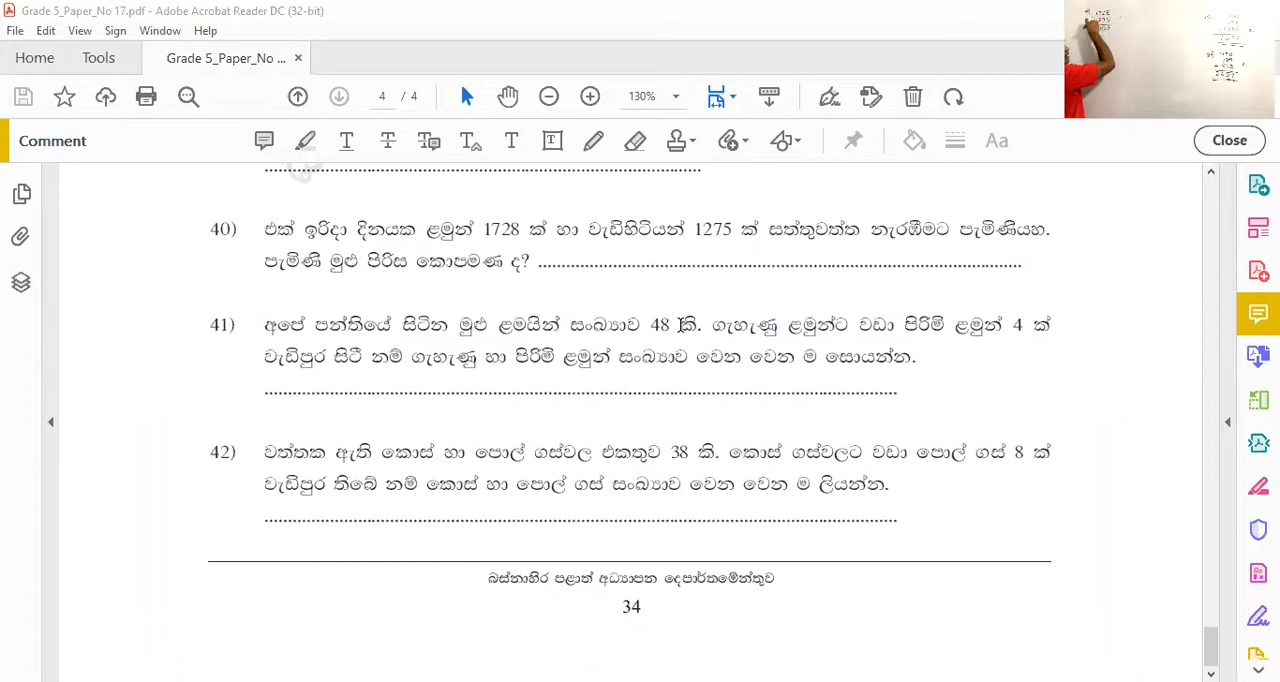 Grade 5_Paper_No 17.pdf - Adobe Acrobat Reader DC (32-bit)
File Edit View Sign Window Help
Home Tools Grade 5_Paper_No ... ×
4 / 4 130%
Comment Close
40) එක් ඉරිදා දිනයක ළමුන් 1728 ක් හා වැඩිහිටියන් 1275 ක් සත්තුවත්ත නැරඹීමට පැමිණියහ.
පැමිණි මුළු පිරිස කොපමණ ද? ................................................................................................
41) අපේ පන්තියේ සිටින මුළු ළමයින් සංඛ්‍යාව 48 කි. ගැහැණු ළමුන්ට වඩා පිරිමි ළමුන් 4 ක්
වැඩිපුර සිටී නම් ගැහැණු හා පිරිමි ළමුන් සංඛ්‍යාව වෙන වෙන ම සොයන්න.
42) වත්තක ඇති කොස් හා පොල් ගස්වල එකතුව 38 කි. කොස් ගස්වලට වඩා පොල් ගස් 8 ක්
වැඩිපුර තිබේ නම් කොස් හා පොල් ගස් සංඛ්‍යාව වෙන වෙන ම ලියන්න.
බස්නාහිර පළාත් අධ්‍යාපන දෙපාර්තමේන්තුව
34